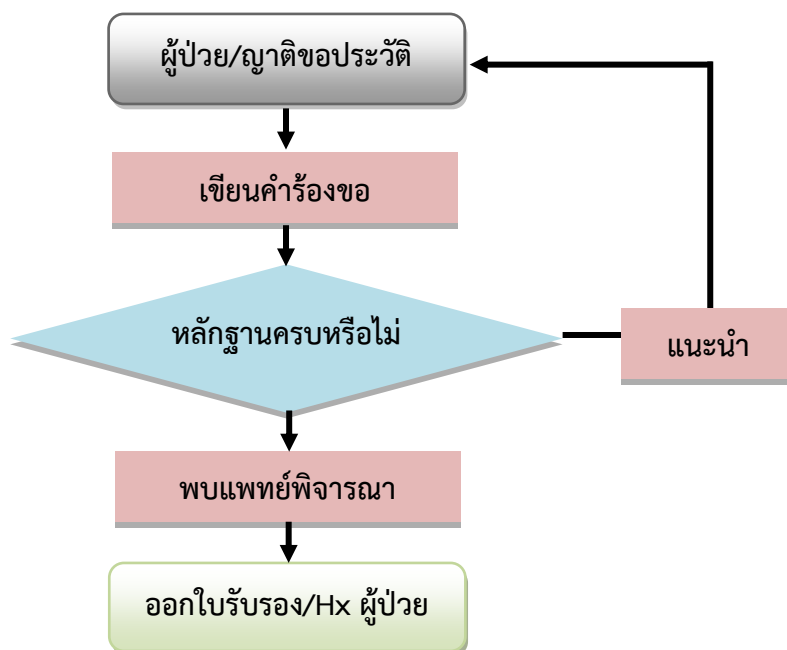 ผู้ป่วย/ญาติขอประวัติ
เขียนคำร้องขอ
หลักฐานครบหรือไม่
แนะนำ
พบแพทย์พิจารณา
ออกใบรับรอง/Hx ผู้ป่วย